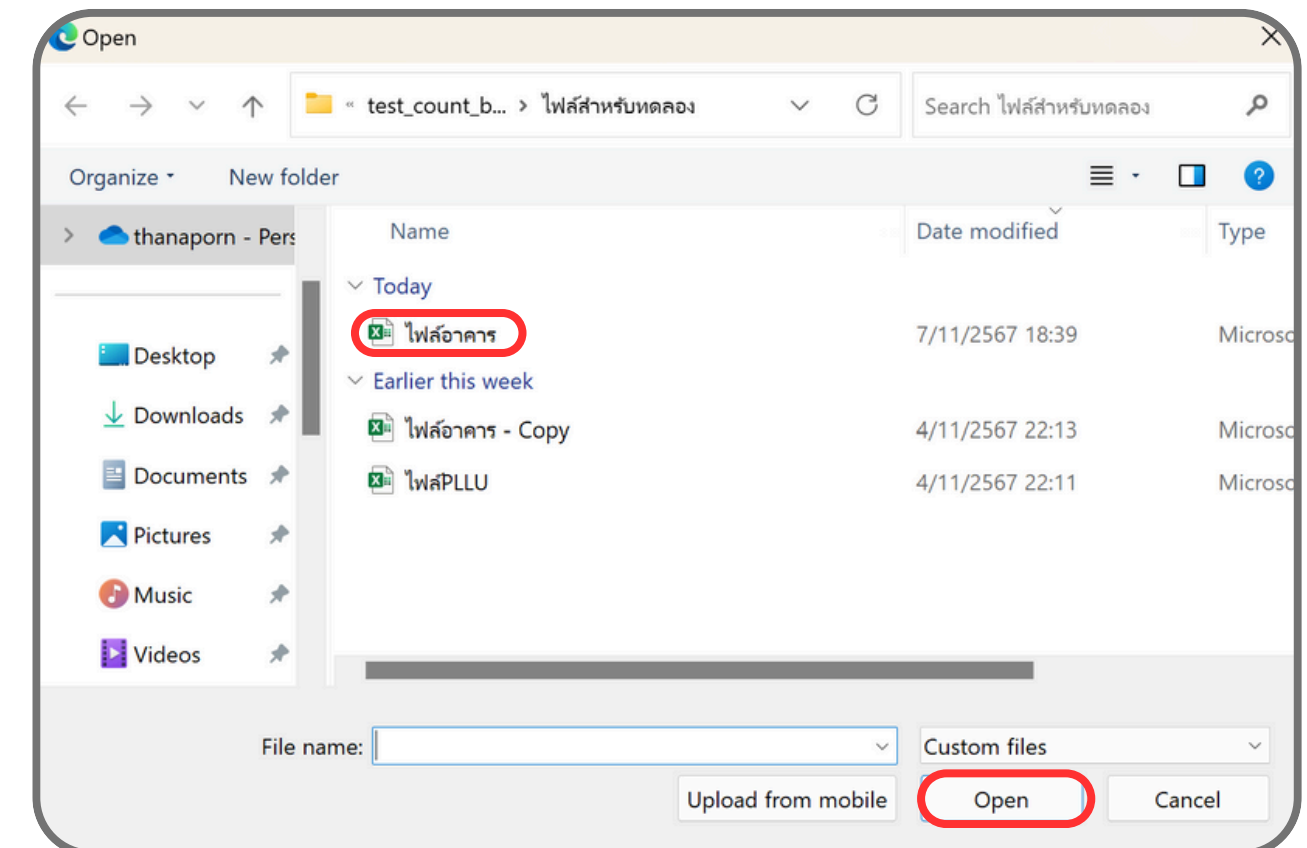 Open
« test_count_b... > ไฟล์สำหรับทดลอง
Search ไฟล์สำหรับทดลอง
Organize
New folder
thanaporn - Pers
Name
Date modified
Type
Today
ไฟล์อาคาร
7/11/2567 18:39
Microsc
Earlier this week
ไฟล์อาคาร - Copy
4/11/2567 22:13
Microsc
ไฟล์PLLU
4/11/2567 22:11
Microsc
Desktop
Downloads
Documents
Pictures
Music
Videos
File name:
Custom files
Upload from mobile
Open
Cancel